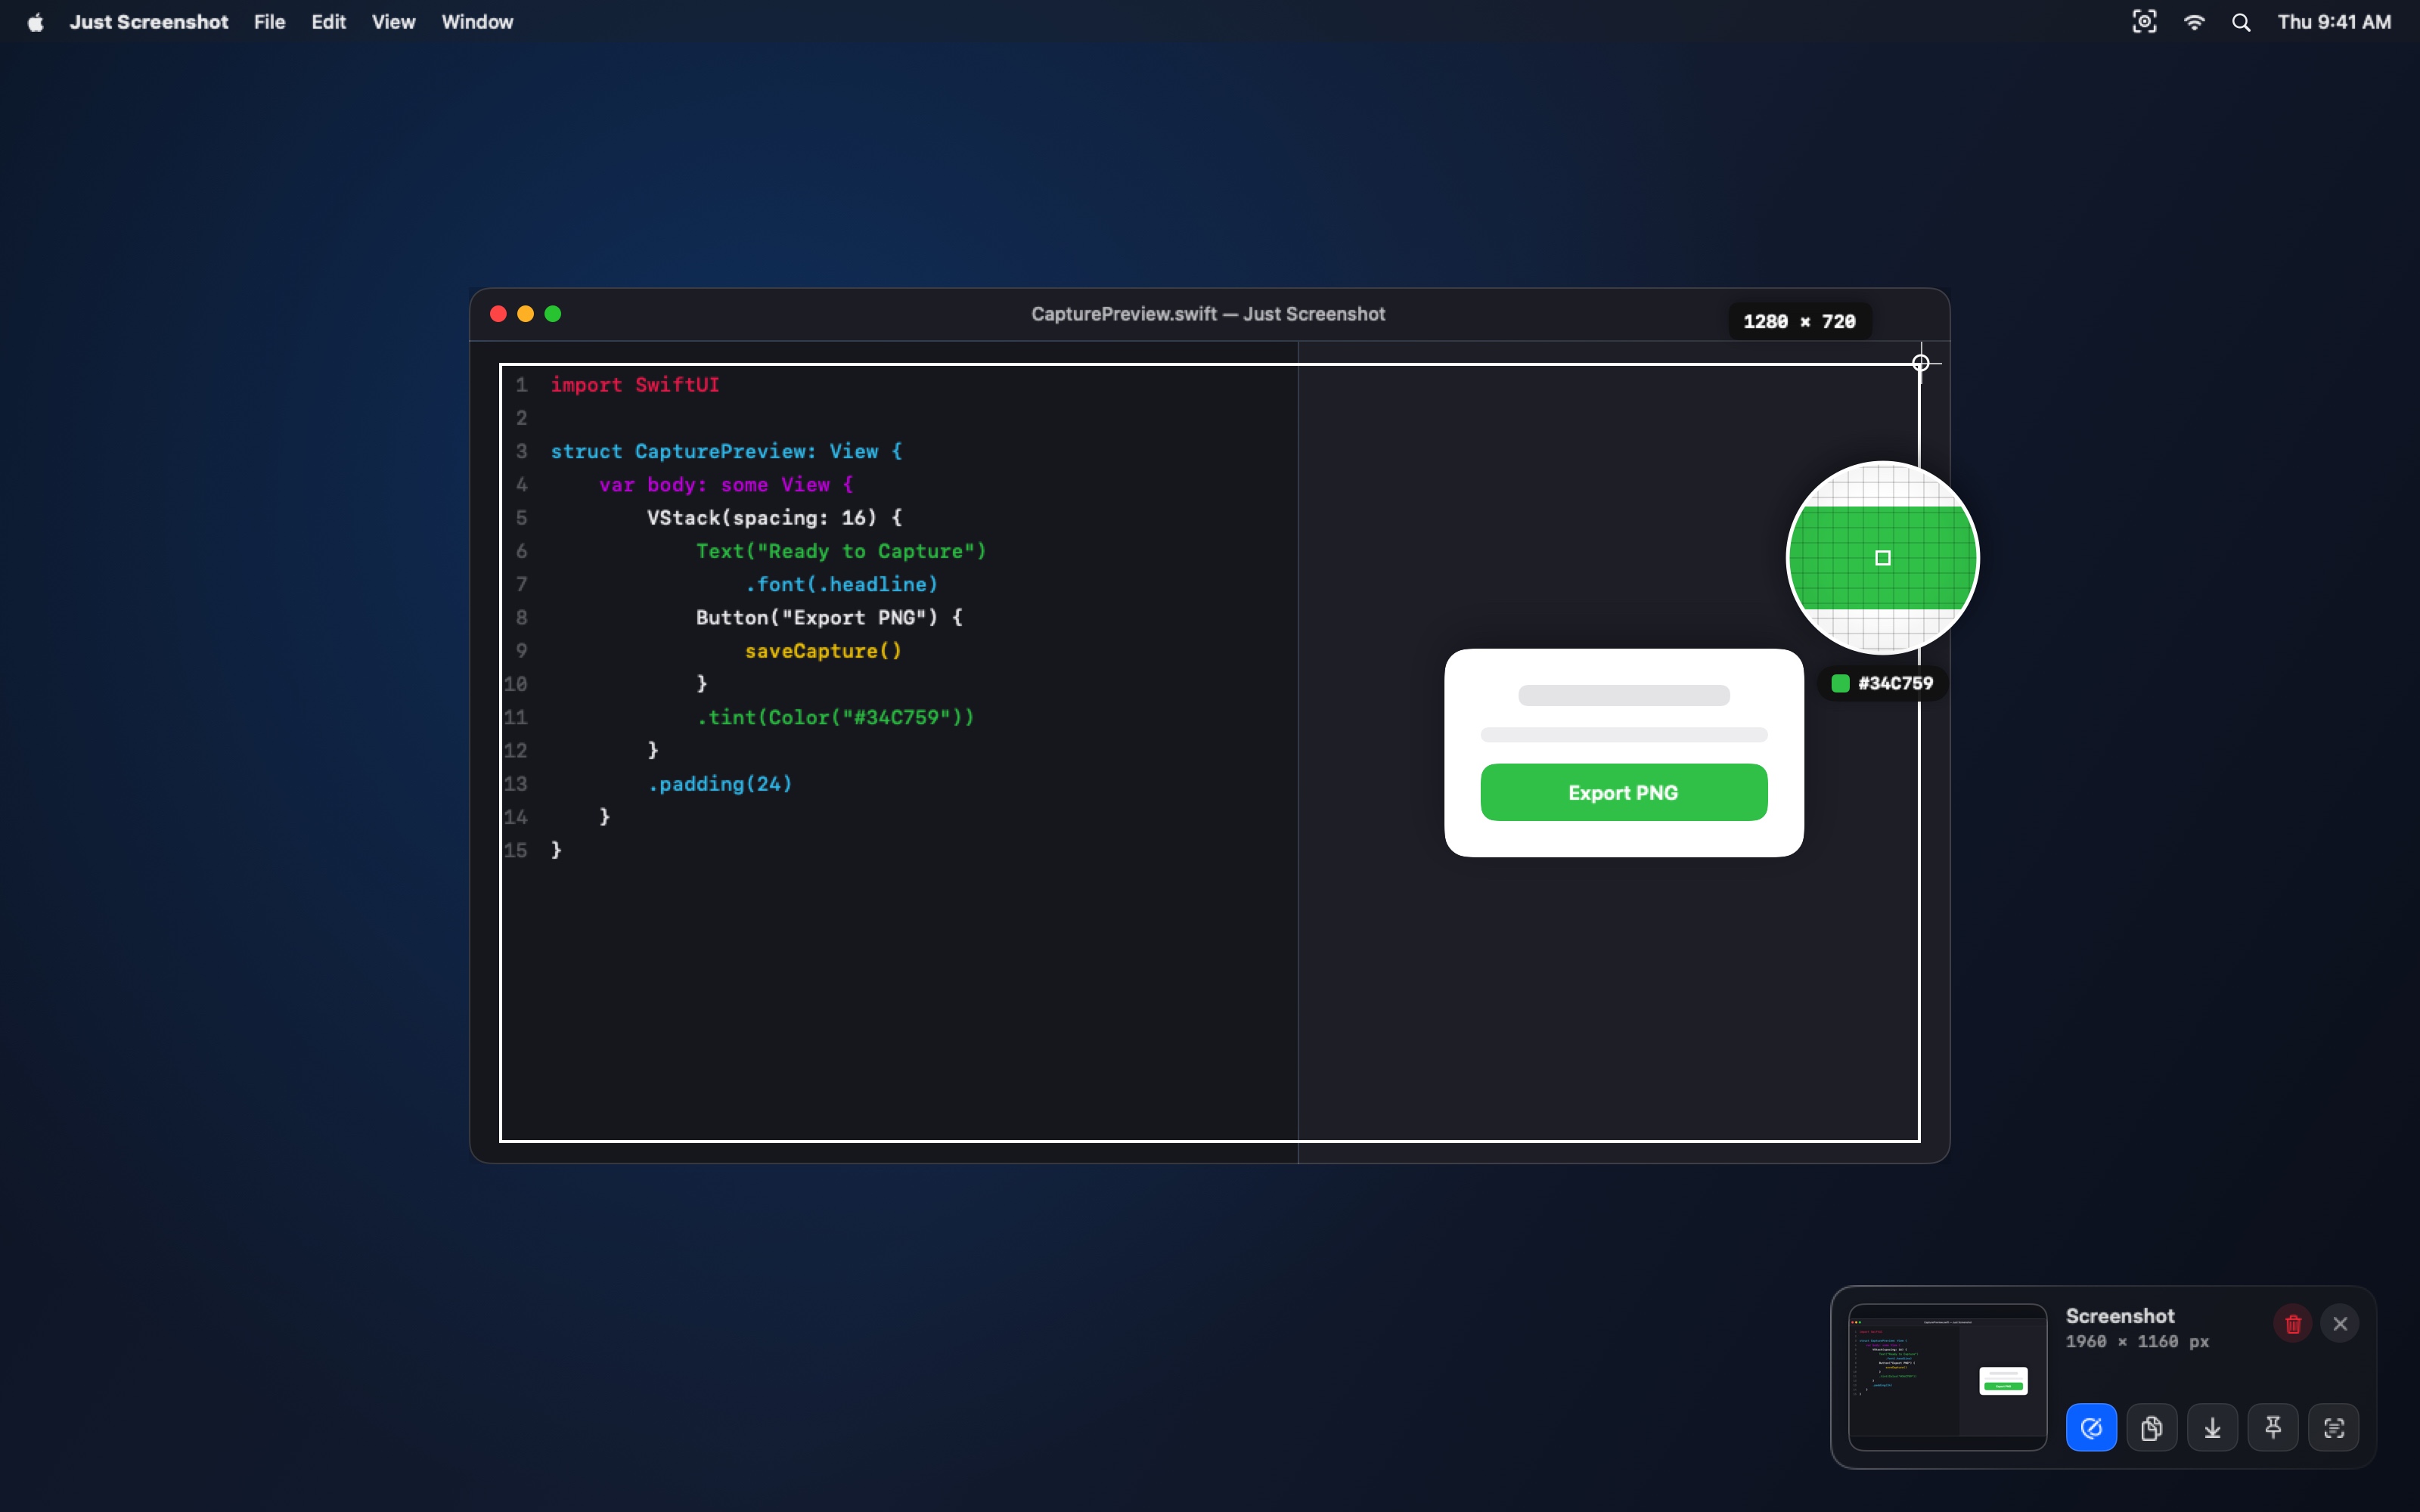 Just Screenshot File Edit View Window Thu 9:41 AM
CapturePreview.swift — Just Screenshot
1280 × 720
1 import SwiftUI
2
3 struct CapturePreview: View {
4 var body: some View {
5 VStack(spacing: 16) {
6 Text("Ready to Capture")
7 .font(.headline)
8 Button("Export PNG") {
9 saveCapture()
10 }
11 .tint(Color("#34C759"))
12 }
13 .padding(24)
14 }
15 }
#34C759
Export PNG
Screenshot
1960 × 1160 px